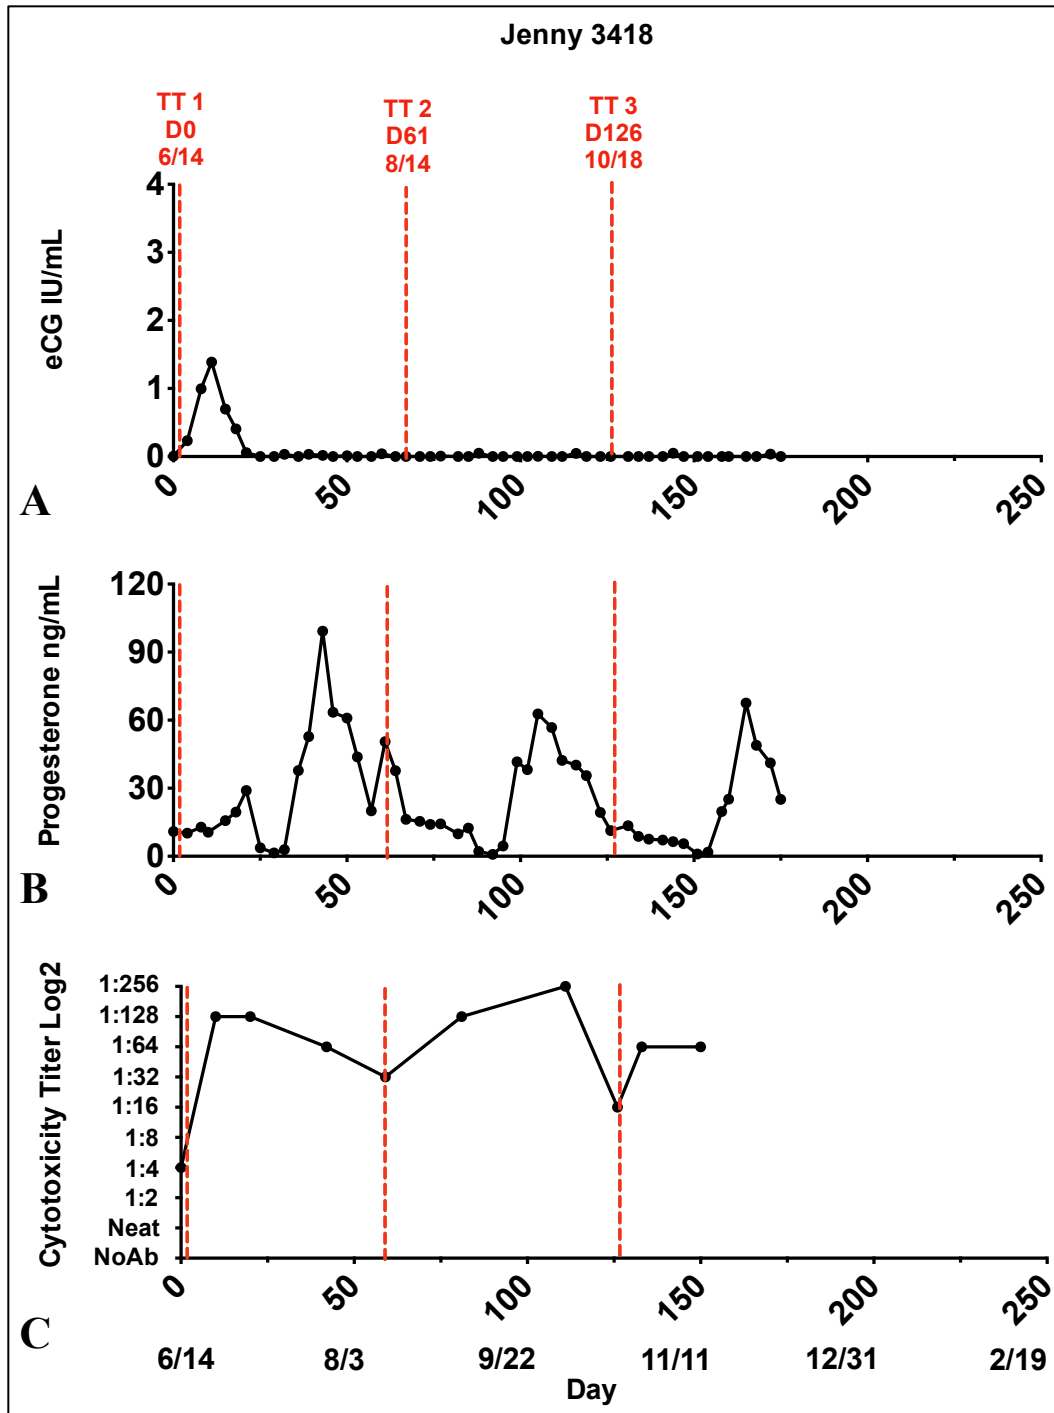 Jenny 3418
TT 1
D0
6/14
TT 2
D61
8/14
TT 3
D126
10/18
eCG IU/mL
4
3
2
1
0
0 50 100 150 200 250
A
Progesterone ng/mL
120
90
60
30
0
0 50 100 150 200 250
B
Cytotoxicity Titer Log2
1:256
1:128
1:64
1:32
1:16
1:8
1:4
1:2
Neat
NoAb
0 50 100 150 200 250
C
6/14 8/3 9/22 11/11 12/31 2/19
Day